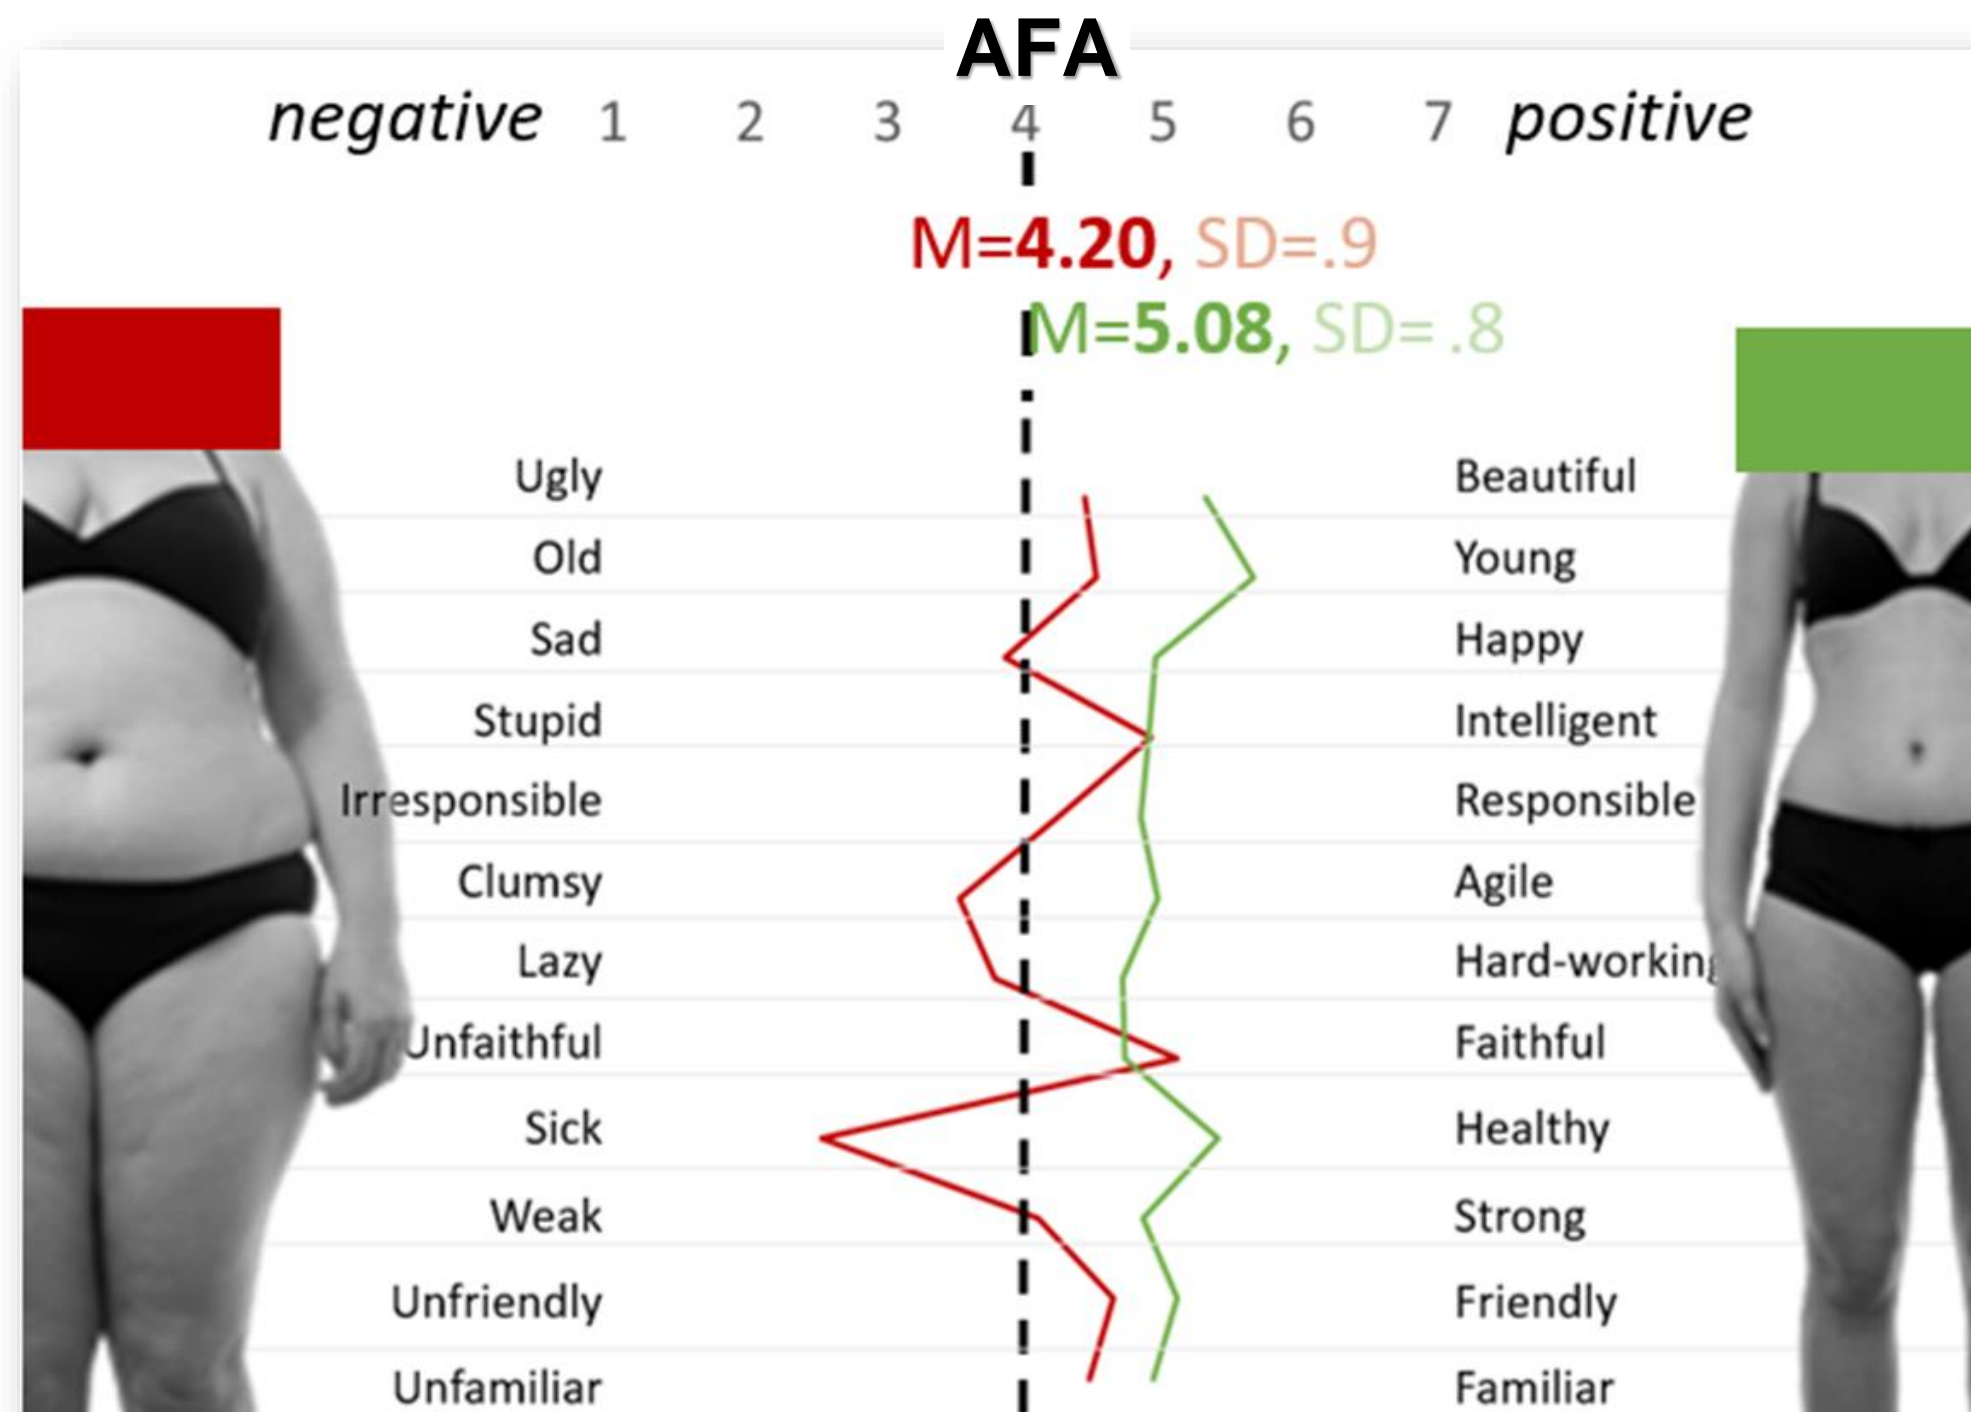 AFA
negative 1 2 3 4 5 6 7 positive
M=4.20, SD=.9
M=5.08, SD= .8
Ugly Beautiful
Old Young
Sad Happy
Stupid Intelligent
Irresponsible Responsible
Clumsy Agile
Lazy Hard-working
Unfaithful Faithful
Sick Healthy
Weak Strong
Unfriendly Friendly
Unfamiliar Familiar